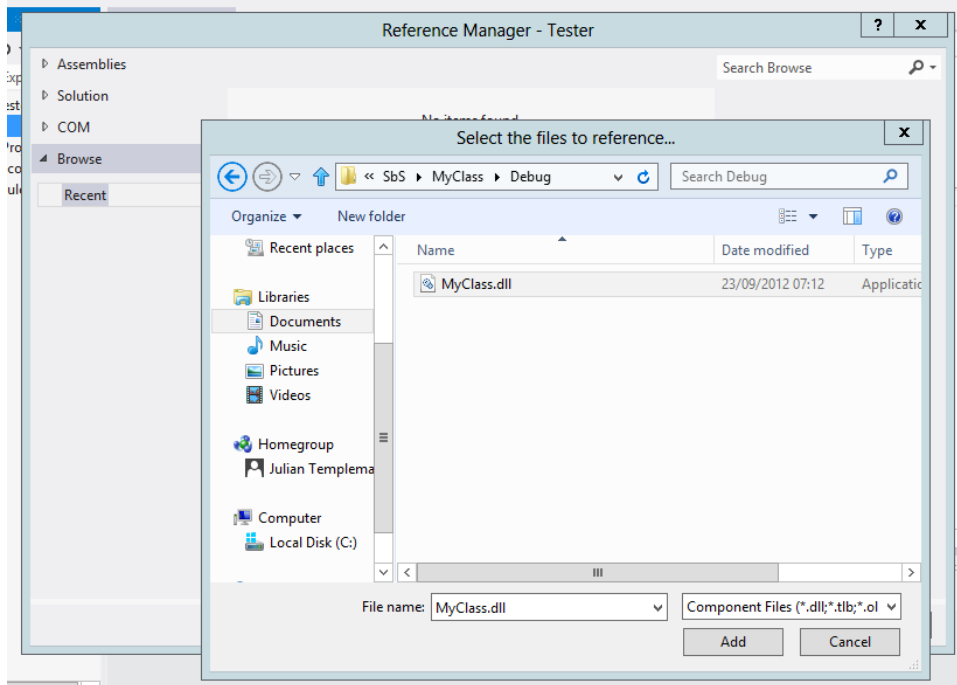 Reference Manager - Tester
? x
Assemblies
Search Browse
Solution
COM
Browse
Recent
Select the files to reference...
x
« SbS MyClass Debug
Search Debug
Organize New folder
Name Date modified Type
Recent places
MyClass.dll 23/09/2012 07:12 Applicatic
Libraries
Documents
Music
Pictures
Videos
Homegroup
Julian Templema
Computer
Local Disk (C:)
File name: MyClass.dll Component Files (*.dll;*.tlb;*.ol
Add Cancel